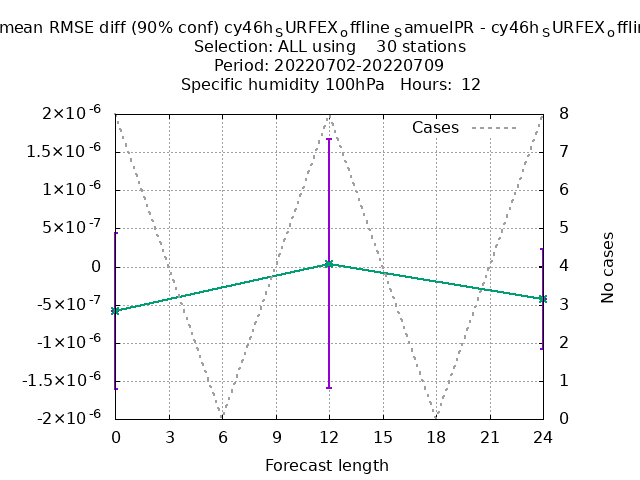 mean RMSE diff (90% conf) cy46hSURFEXoffline SamuelPR - cy46hSURFEXoffli
Selection: ALL using 30 stations
Period: 20220702-20220709
Specific humidity 100hPa Hours: 12
Cases
2×10-6
1.5×10-6
1×10-6
5×10-7
0
-5×10-7
-1×10-6
-1.5×10-6
-2×10-6
8
7
6
5
4
3
2
1
0
No cases
0 3 6 9 12 15 18 21 24
Forecast length